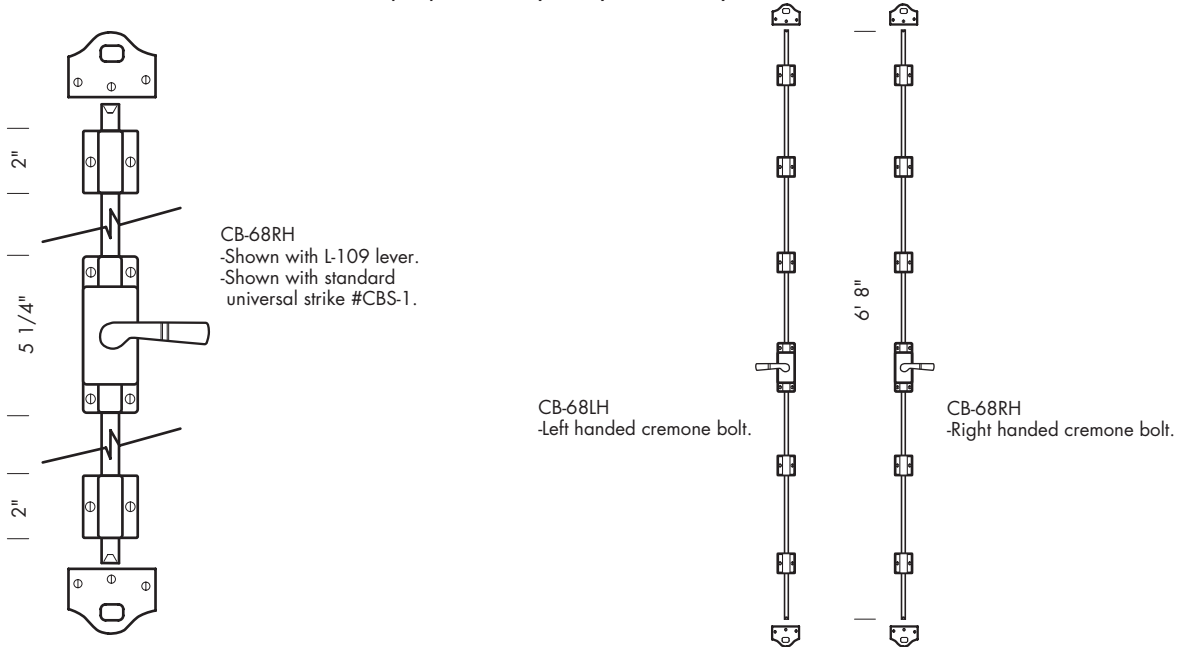 2"
CB-68RH
-Shown with L-109 lever.
-Shown with standard
universal strike #CBS-1.
5 1/4"
2"
6' 8"
CB-68LH
-Left handed cremone bolt.
CB-68RH
-Right handed cremone bolt.